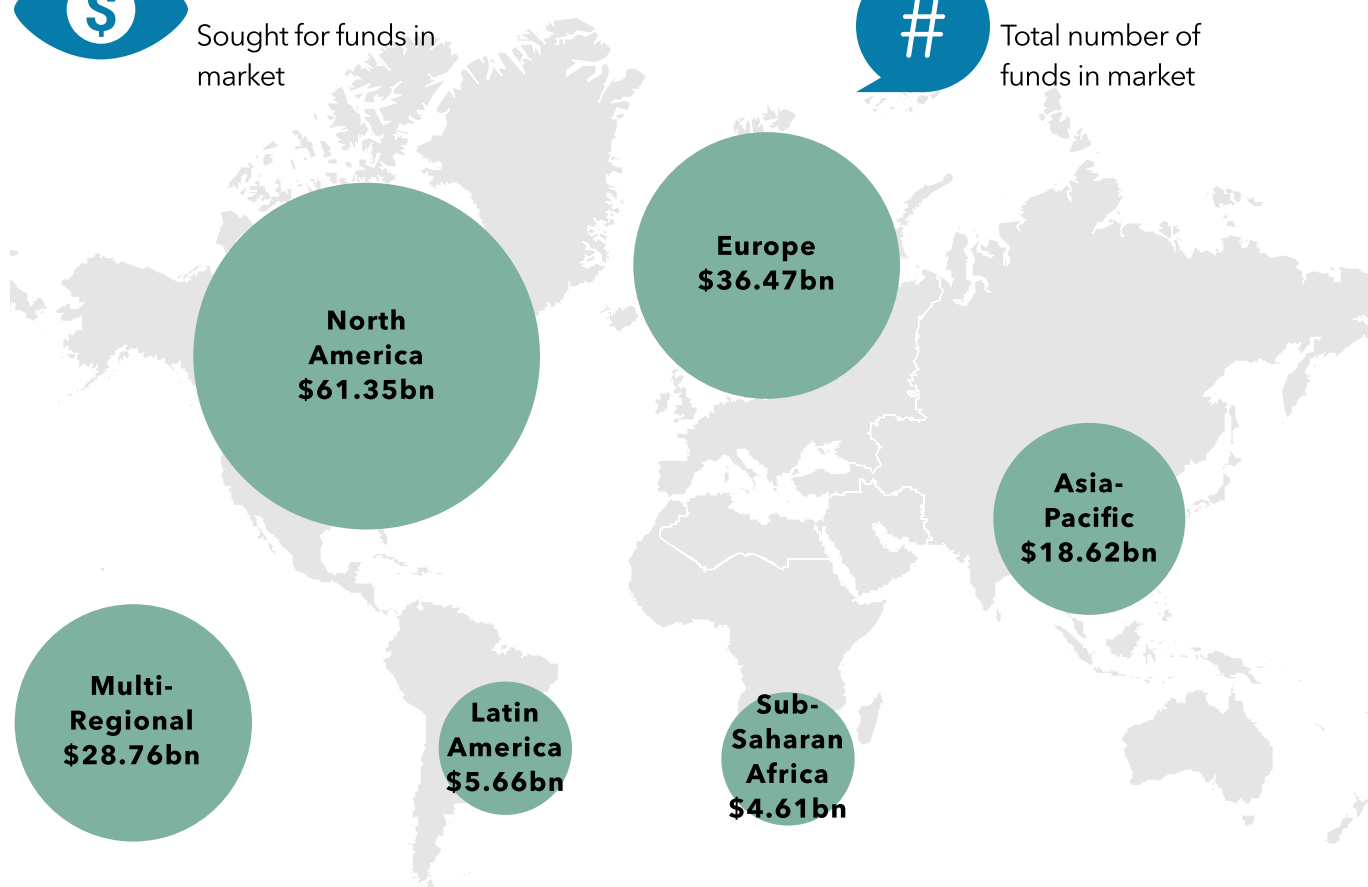 $
Sought for funds in
market
#
Total number of
funds in market
Europe
$36.47bn
North
America
$61.35bn
Asia-
Pacific
$18.62bn
Multi-
Regional
$28.76bn
Latin
America
$5.66bn
Sub-
Saharan
Africa
$4.61bn